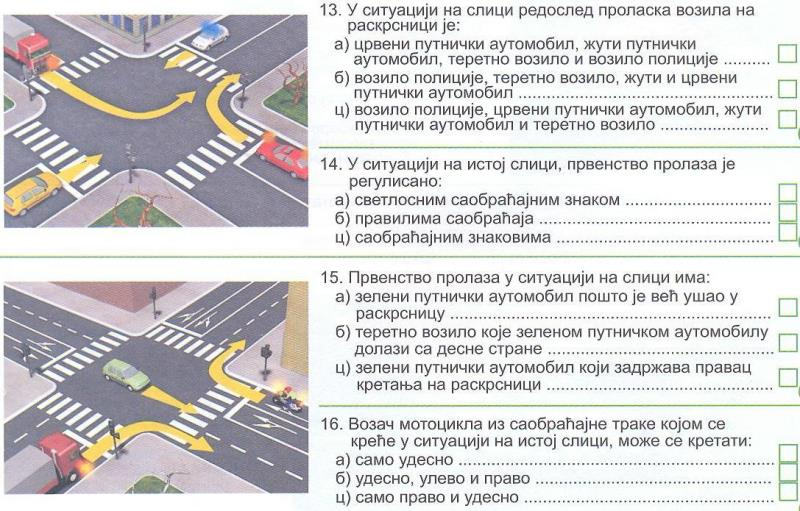 13. У ситуацији на слици редослед проласка возила на
раскрсници је:
а) црвени путнички аутомобил, жути путнички
аутомобил, теретно возило и возило полиције ..........
б) возило полиције, теретно возило, жути и црвени
путнички аутомобил ....................................................
ц) возило полиције, црвени путнички аутомобил, жути
путнички аутомобил и теретно возило ......................
14. У ситуацији на истој слици, првенство пролаза је
регулисано:
а) светлосним саобраћајним знаком ............................
б) правилима саобраћаја ................................................
ц) саобраћајним знаковима .............................................
15. Првенство пролаза у ситуацији на слици има:
а) зелени путнички аутомобил пошто је већ ушао у
раскрсницу .....................................................................
б) теретно возило које зеленом путничком аутомобилу
долази са десне стране ................................................
ц) зелени путнички аутомобил који задржава правац
кретања на раскрсници ................................................
16. Возач мотоцикла из саобраћајне траке којом се
креће у ситуацији на истој слици, може се кретати:
а) само удесно ..................................................................
б) удесно, улево и право ..................................................
ц) само право и удесно ...................................................